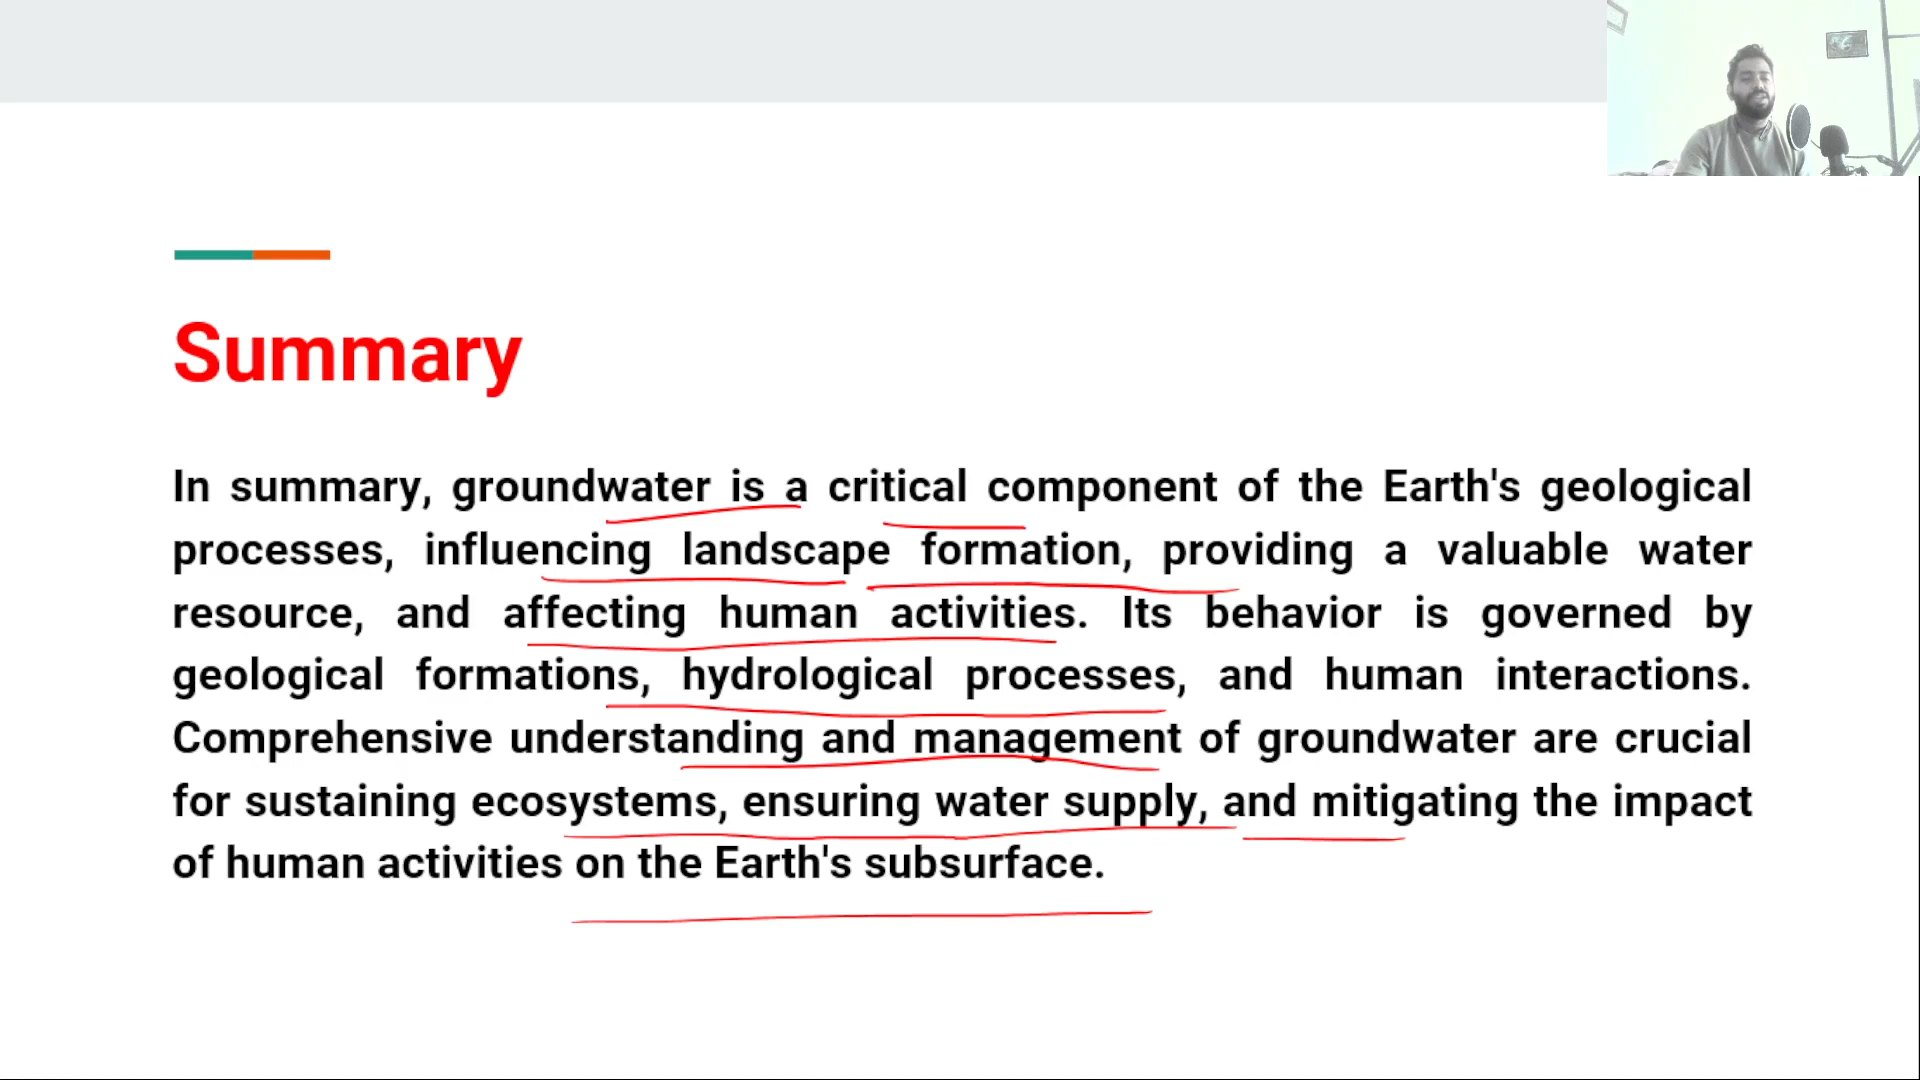 Summary
In summary, groundwater is a critical component of the Earth's geological
processes, influencing landscape formation, providing a valuable water
resource, and affecting human activities. Its behavior is governed by
geological formations, hydrological processes, and human interactions.
Comprehensive understanding and management of groundwater are crucial
for sustaining ecosystems, ensuring water supply, and mitigating the impact
of human activities on the Earth's subsurface.